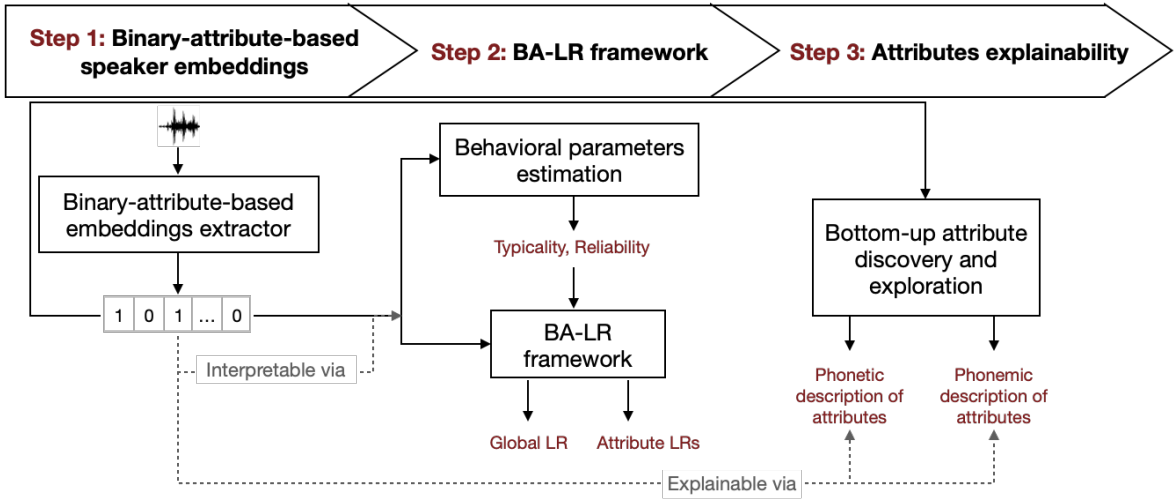 Step 1: Binary-attribute-based
speaker embeddings
Step 2: BA-LR framework
Step 3: Attributes explainability
Binary-attribute-based
embeddings extractor
1 0 1 ... 0
Interpretable via
Behavioral parameters
estimation
Typicality, Reliability
BA-LR
framework
Global LR
Attribute LRs
Bottom-up attribute
discovery and
exploration
Phonetic
description of
attributes
Phonemic
description of
attributes
Explainable via